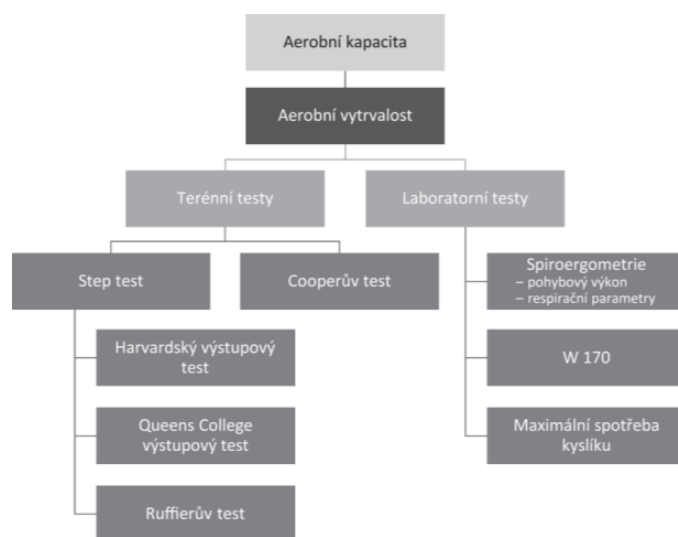 Aerobní kapacita
Aerobní vytrvalost
Terénní testy
Laboratorní testy
Step test
Cooperův test
Spiroergometrie
– pohybový výkon
– respirační parametry
Harvardský výstupový
test
W 170
Queens College
výstupový test
Maximální spotřeba
kyslíku
Ruffierův test